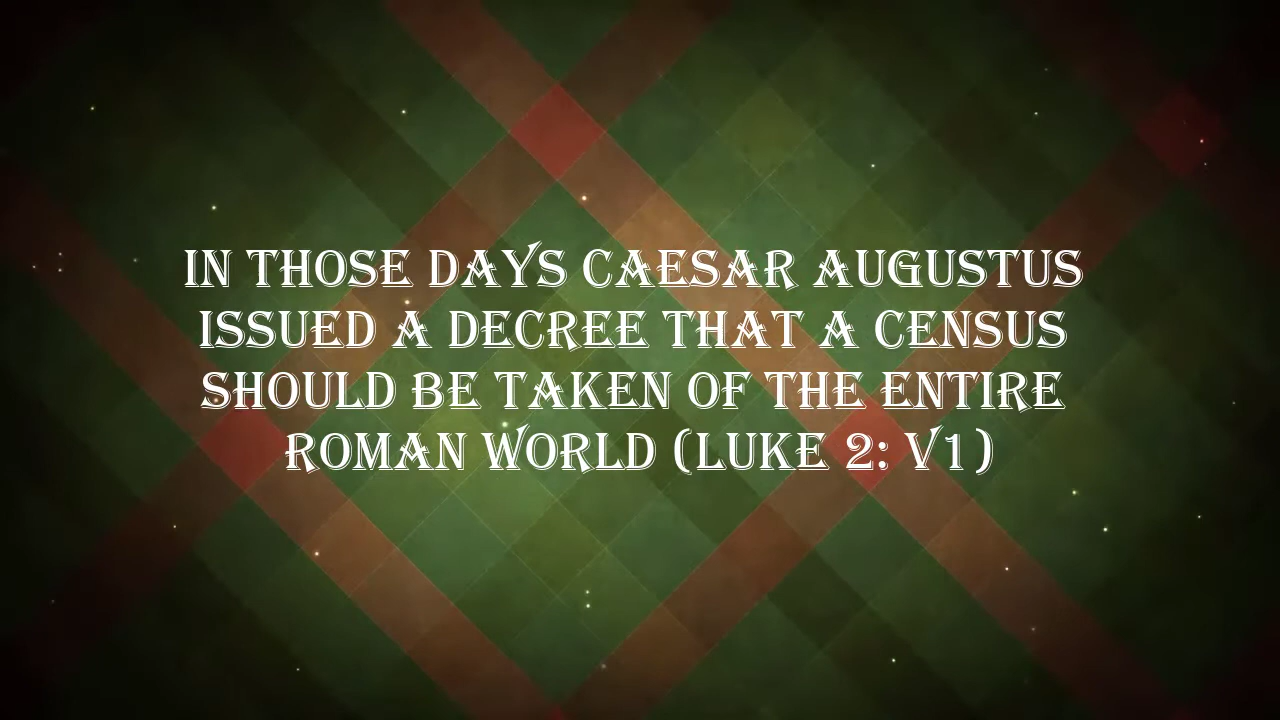 IN THOSE DAYS CAESAR AUGUSTUS
ISSUED A DECREE THAT A CENSUS
SHOULD BE TAKEN OF THE ENTIRE
ROMAN WORLD (LUKE 2: V1)